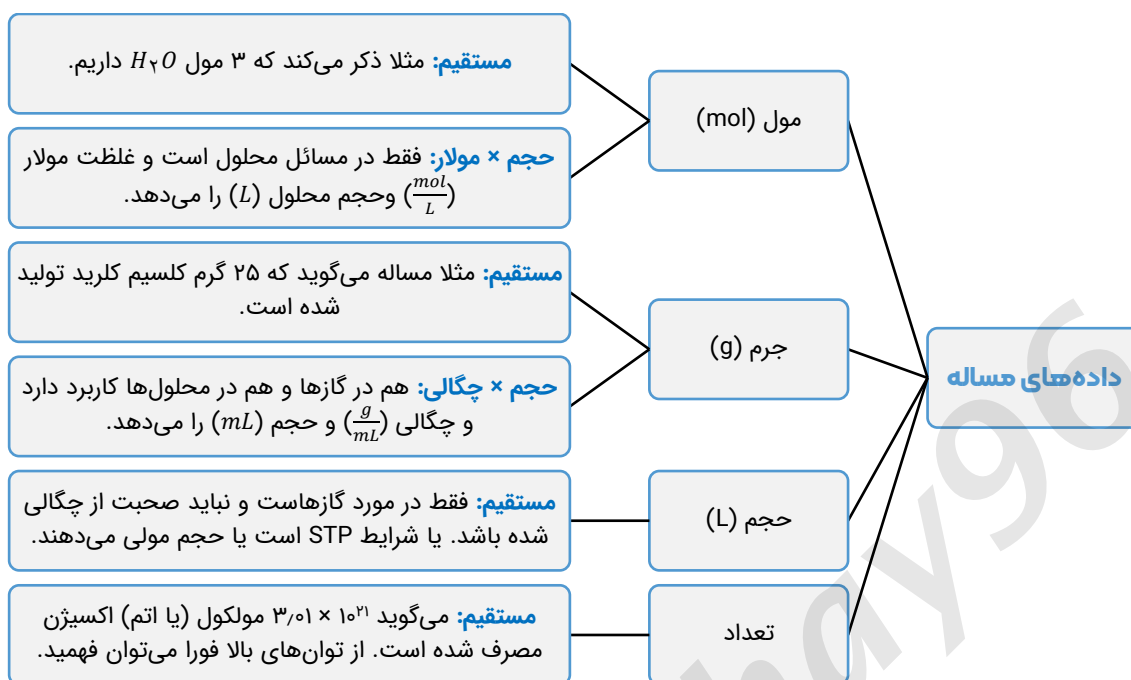 داده‌های مساله
مول (mol)
مستقیم: مثلا ذکر می‌کند که ۳ مول H۲O داریم.
حجم × مولار: فقط در مسائل محلول است و غلظت مولار
(mol/L) وحجم محلول (L) را می‌دهد.
جرم (g)
مستقیم: مثلا مساله می‌گوید که ۲۵ گرم کلسیم کلرید تولید
شده است.
حجم × چگالی: هم در گازها و هم در محلول‌ها کاربرد دارد
و چگالی (g/mL) و حجم (mL) را می‌دهد.
حجم (L)
مستقیم: فقط در مورد گازهاست و نباید صحبت از چگالی
شده باشد. یا شرایط STP است یا حجم مولی می‌دهند.
تعداد
مستقیم: می‌گوید ۳٫۰۱ × ۱۰²¹ مولکول (یا اتم) اکسیژن
مصرف شده است. از توان‌های بالا فورا می‌توان فهمید.